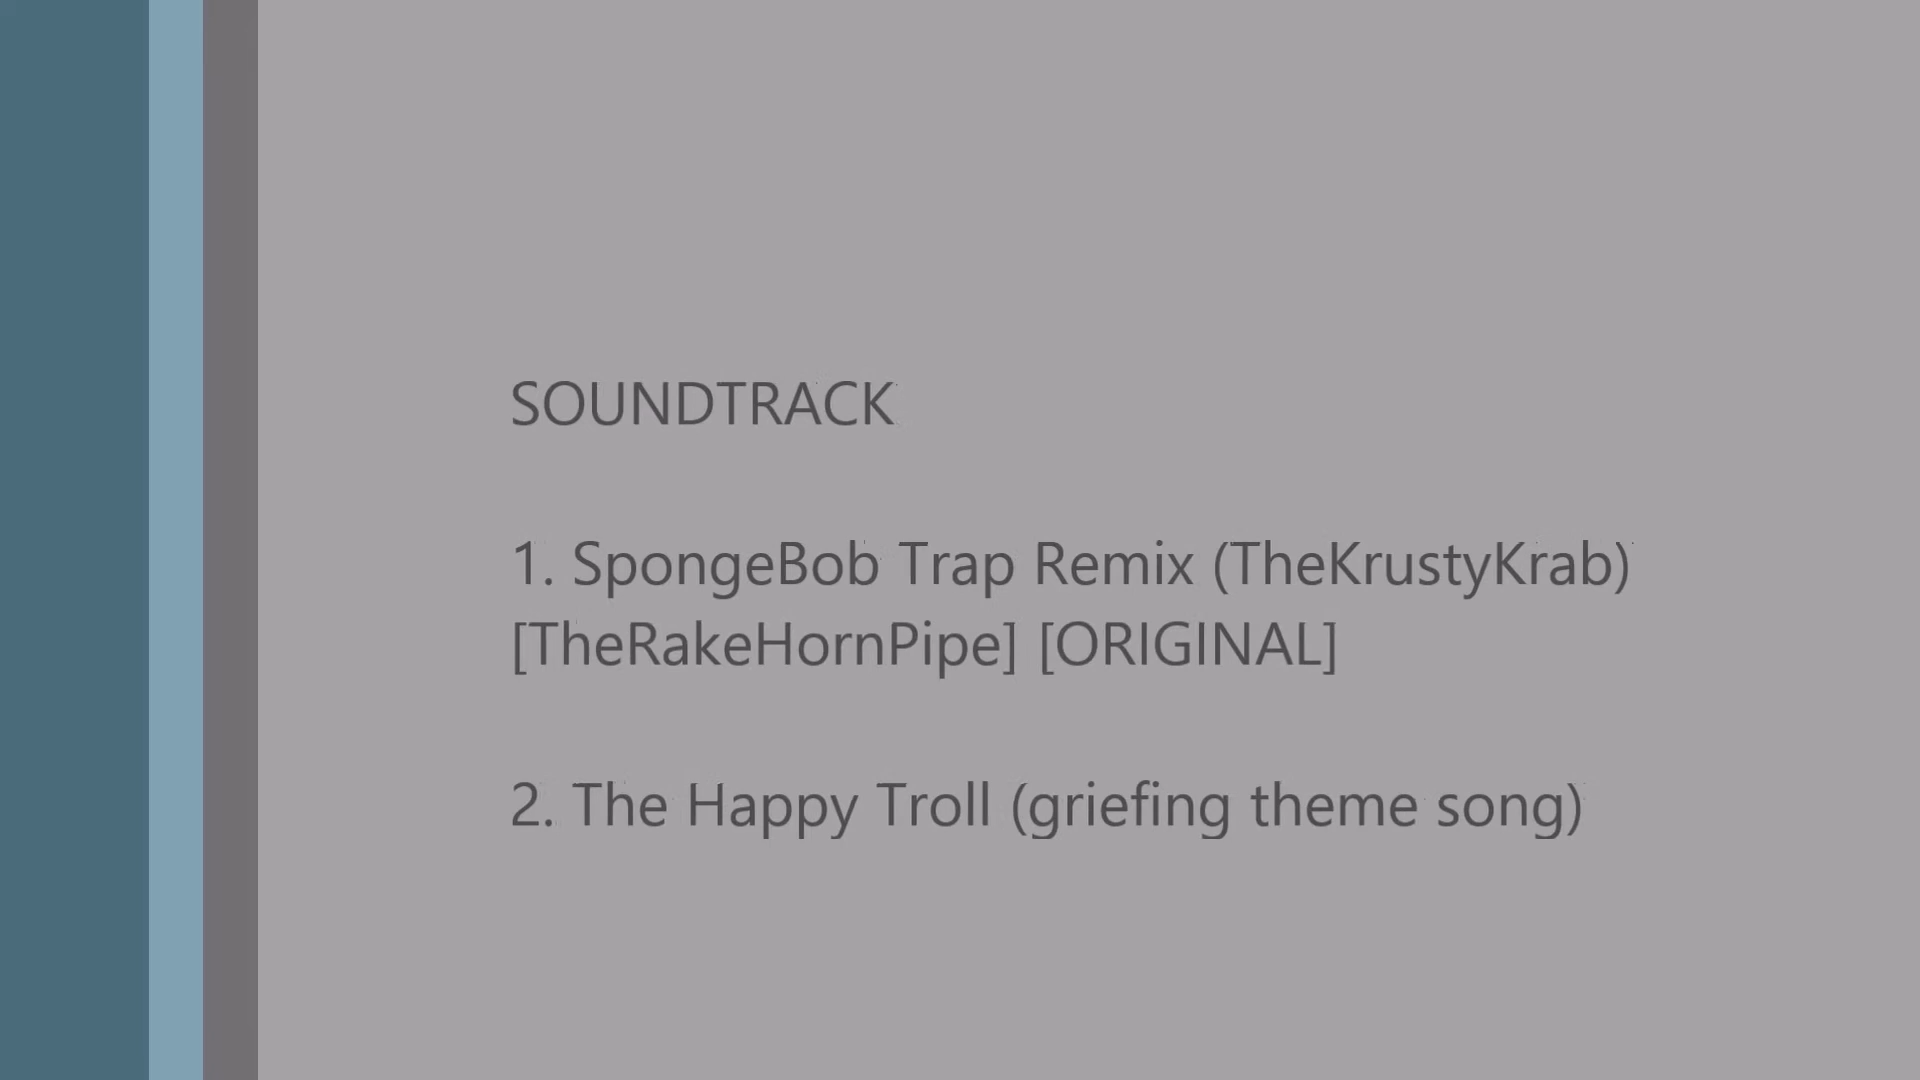 SOUNDTRACK
1. SpongeBob Trap Remix (TheKrustyKrab)
[TheRakeHornPipe] [ORIGINAL]
2. The Happy Troll (griefing theme song)